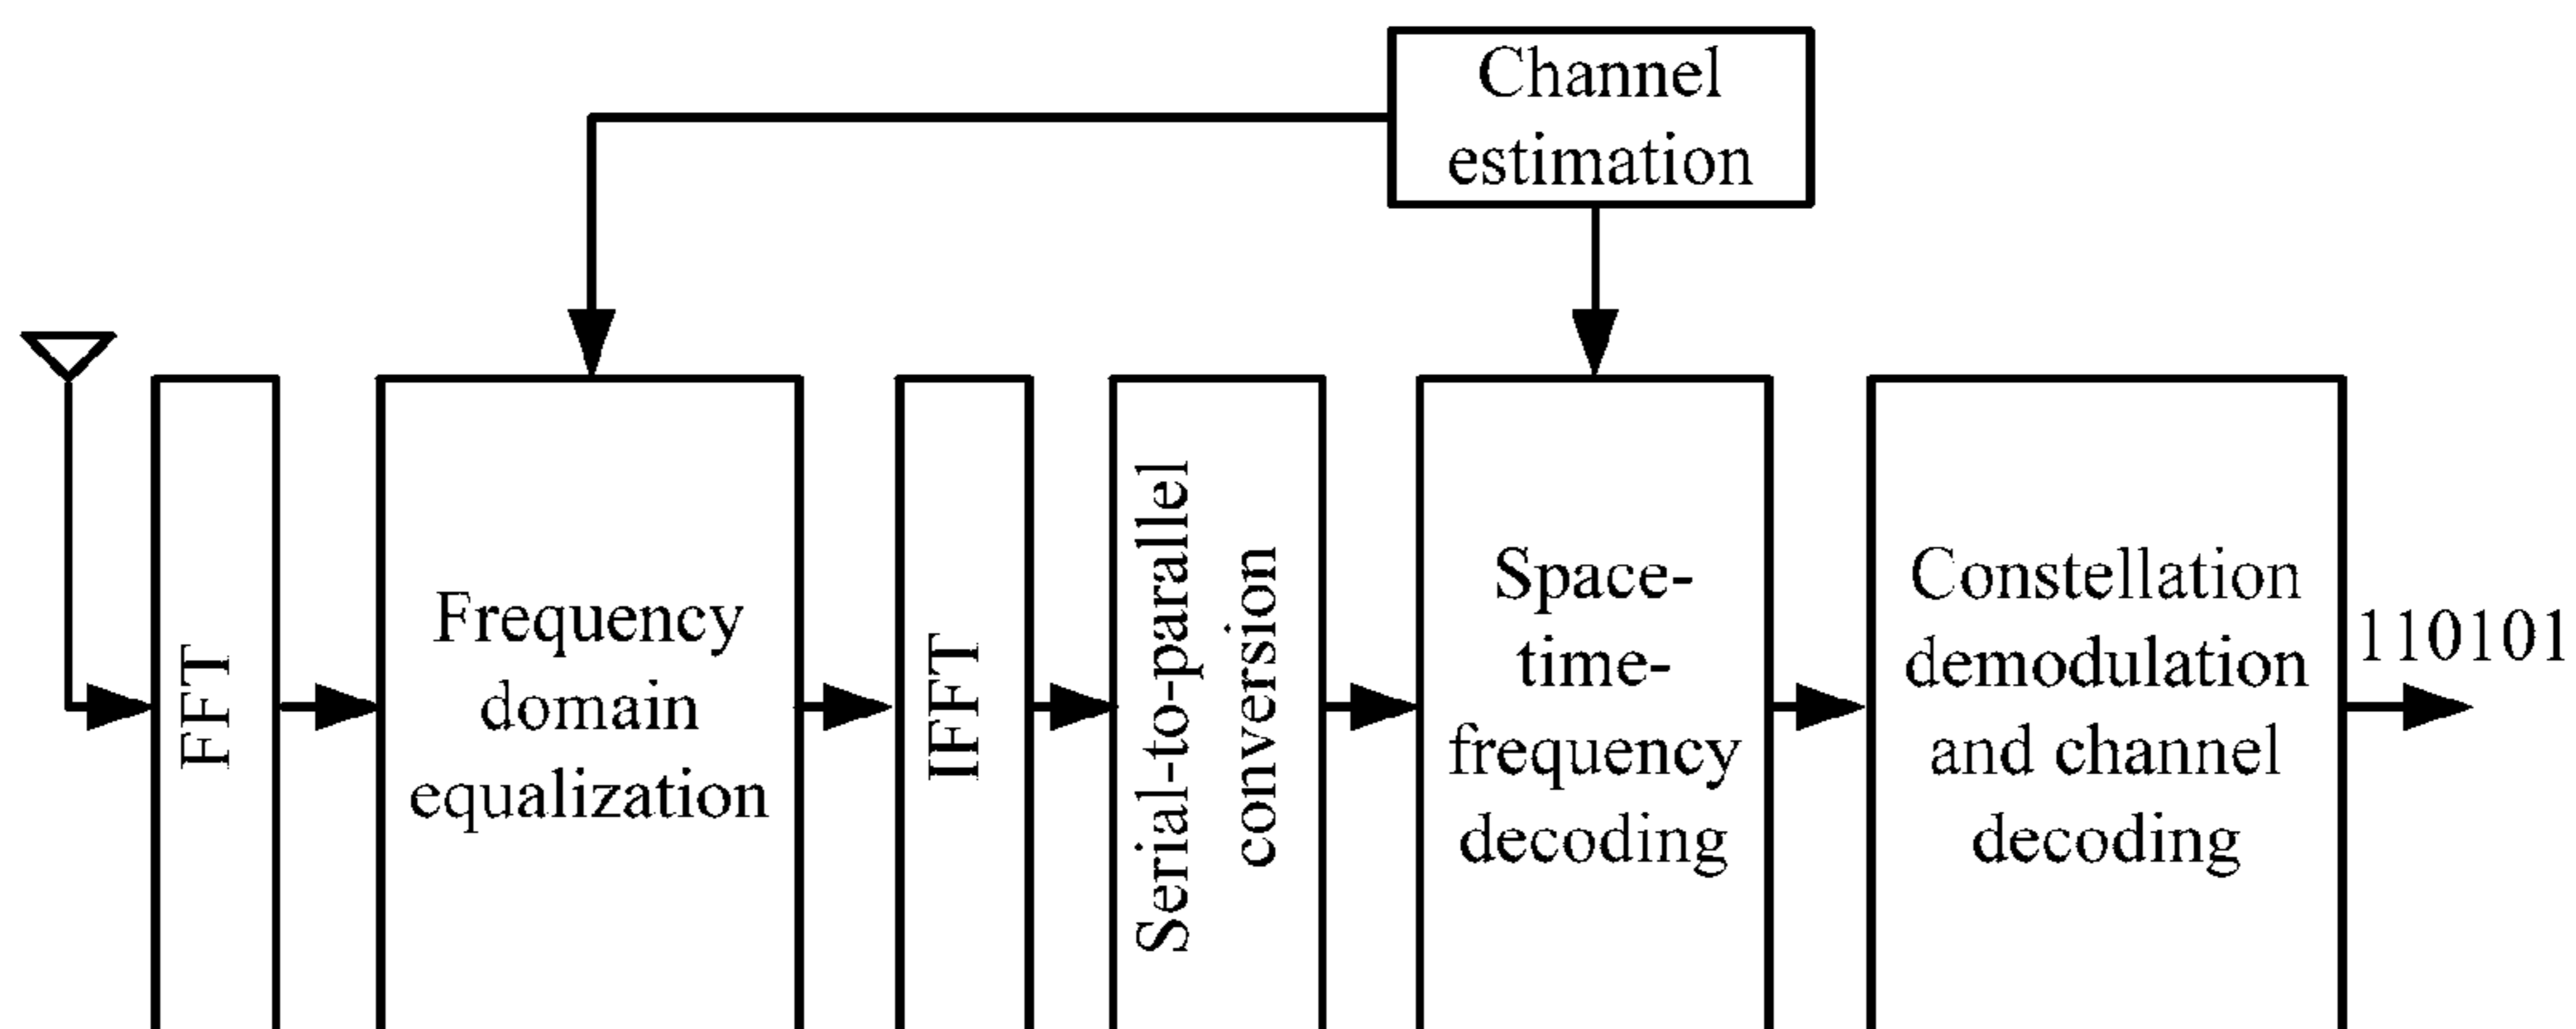 Channel
estimation
FFT
Frequency
domain
equalization
IFFT
Serial-to-parallel
conversion
Space-
time-
frequency
decoding
Constellation
demodulation
and channel
decoding
110101